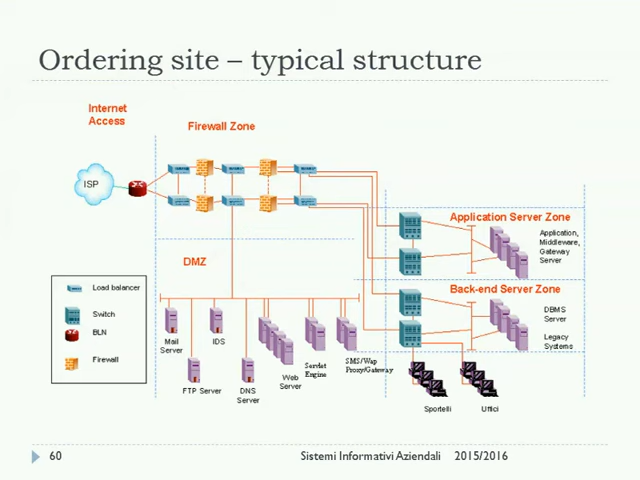 Ordering site – typical structure
Internet
Access
Firewall Zone
ISP
Application Server Zone
Application,
Middleware,
Gateway
Server
DMZ
Load balancer
Switch
BLN
Firewall
Back-end Server Zone
DBMS
Server
Legacy
Systems
Mail
Server
IDS
FTP Server
DNS
Server
Web
Server
Servlet
Engine
SMS/Wap
Proxy/Gateway
Sportelli
Uffici
60
Sistemi Informativi Aziendali
2015/2016